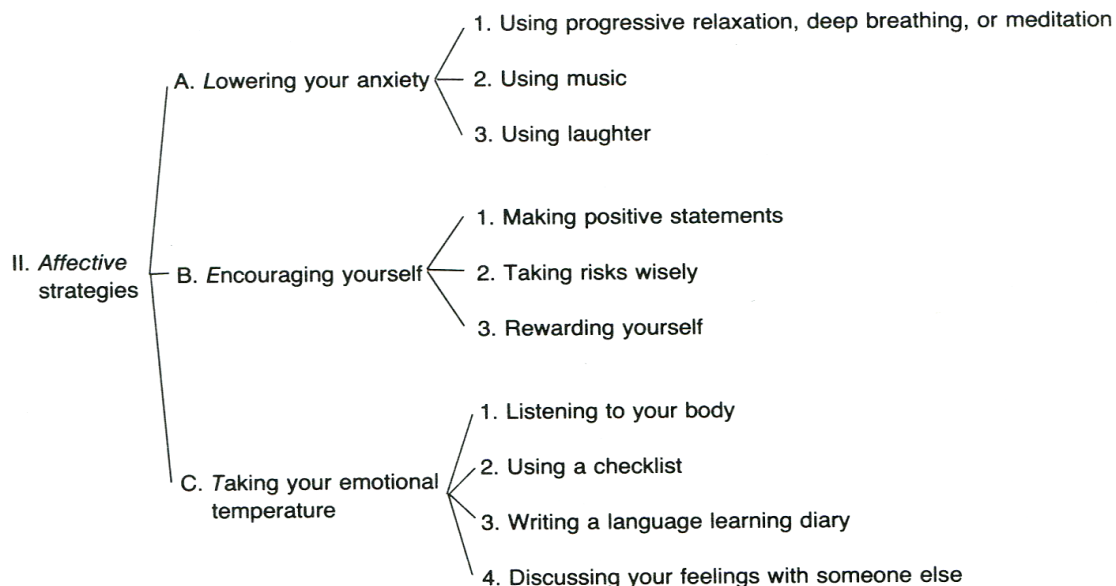 1. Using progressive relaxation, deep breathing, or meditation
A. Lowering your anxiety
2. Using music
3. Using laughter
1. Making positive statements
II. Affective
strategies
B. Encouraging yourself
2. Taking risks wisely
3. Rewarding yourself
1. Listening to your body
2. Using a checklist
C. Taking your emotional
temperature
3. Writing a language learning diary
4. Discussing your feelings with someone else